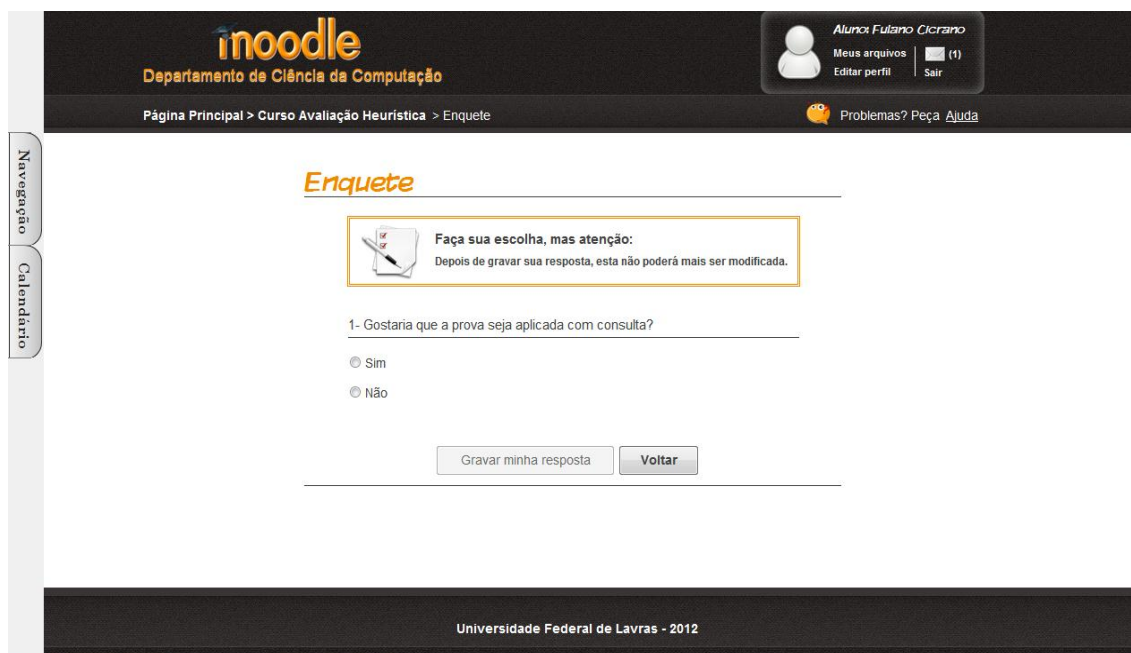 moodle
Departamento de Ciência da Computação
Aluno: Fulano Cicrano
Meus arquivos (1)
Editar perfil Sair
Página Principal > Curso Avaliação Heurística > Enquete
Problemas? Peça Ajuda
Navegação
Calendário
Enquete
Faça sua escolha, mas atenção:
Depois de gravar sua resposta, esta não poderá mais ser modificada.
1- Gostaria que a prova seja aplicada com consulta?
Sim
Não
Gravar minha resposta Voltar
Universidade Federal de Lavras - 2012